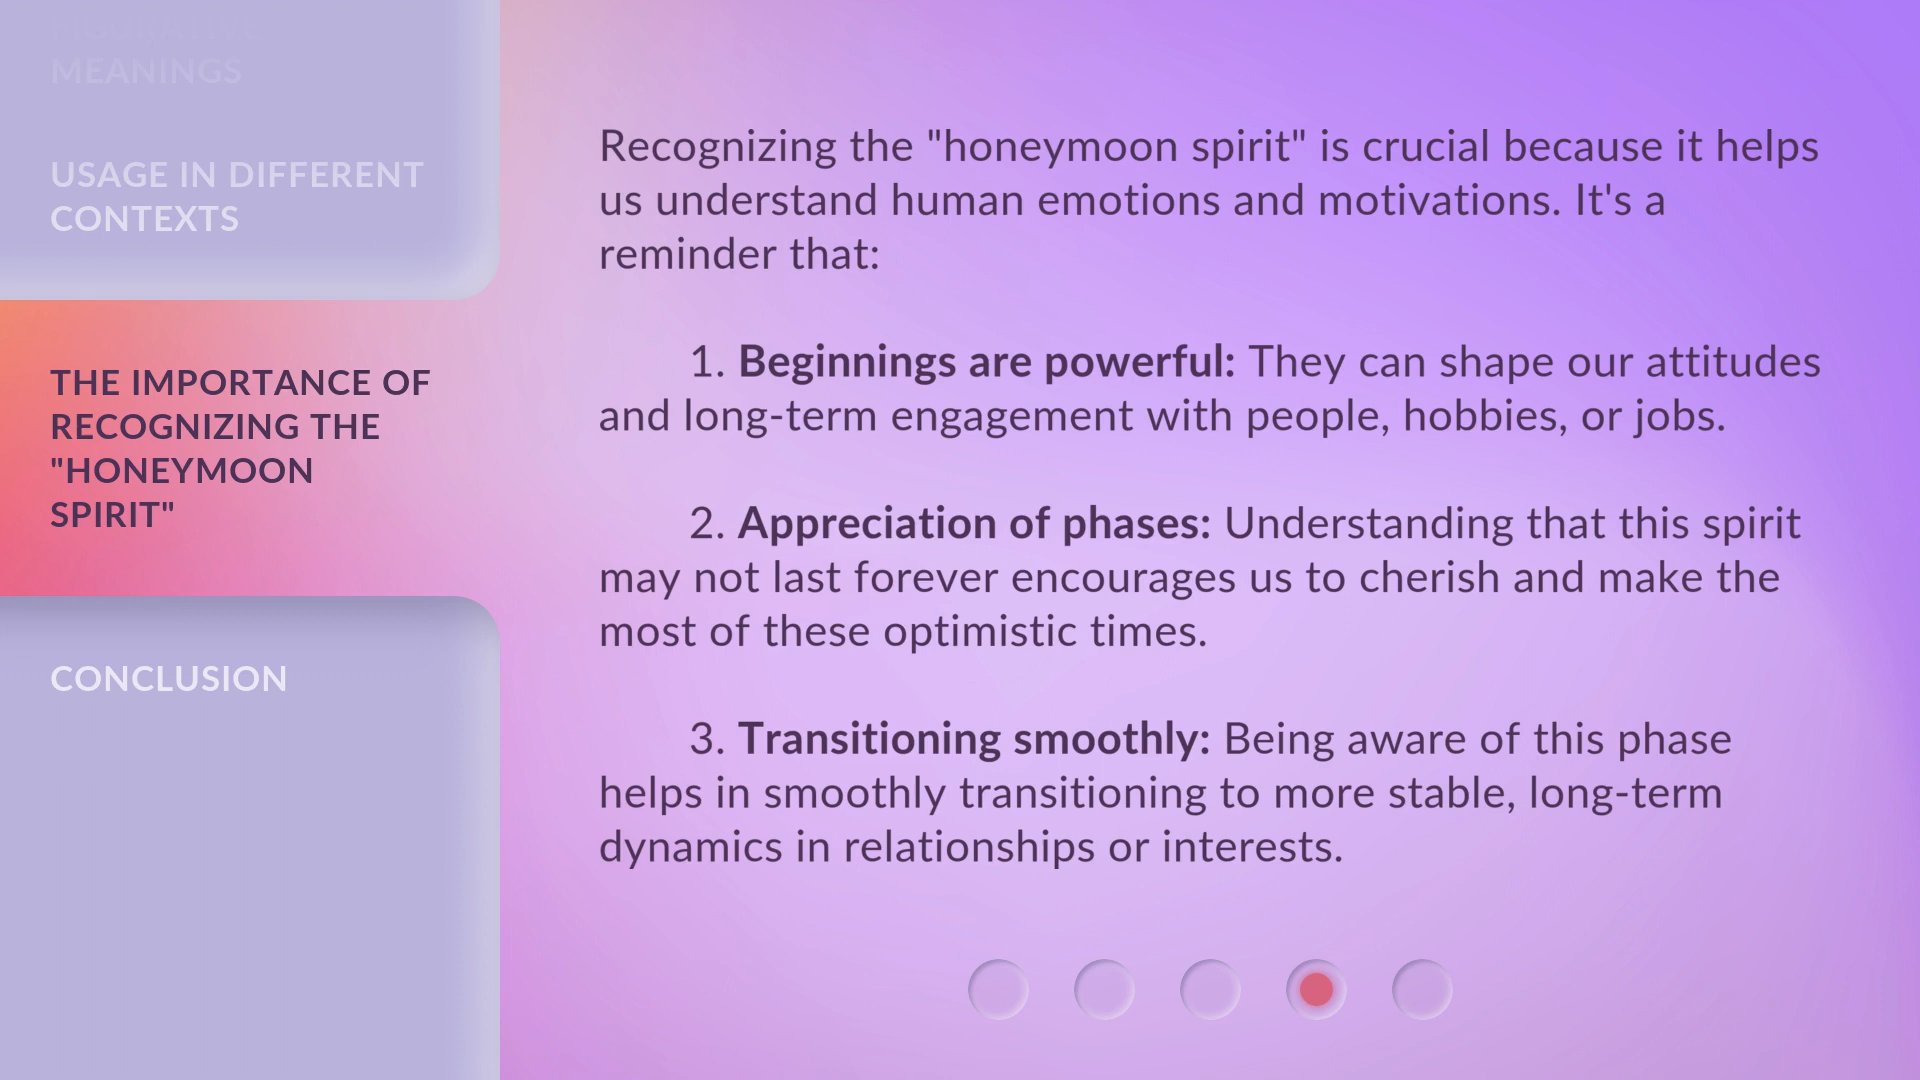 MEANINGS
USAGE IN DIFFERENT
CONTEXTS
THE IMPORTANCE OF
RECOGNIZING THE
"HONEYMOON
SPIRIT"
CONCLUSION
Recognizing the "honeymoon spirit" is crucial because it helps
us understand human emotions and motivations. It's a
reminder that:
1. Beginnings are powerful: They can shape our attitudes
and long-term engagement with people, hobbies, or jobs.
2. Appreciation of phases: Understanding that this spirit
may not last forever encourages us to cherish and make the
most of these optimistic times.
3. Transitioning smoothly: Being aware of this phase
helps in smoothly transitioning to more stable, long-term
dynamics in relationships or interests.